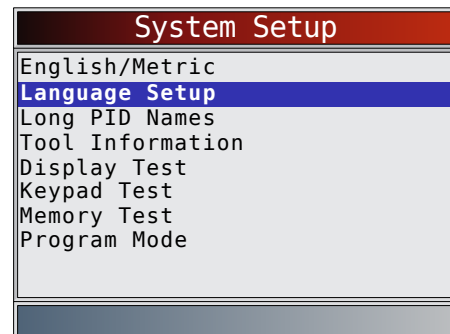 System Setup
English/Metric
Language Setup
Long PID Names
Tool Information
Display Test
Keypad Test
Memory Test
Program Mode